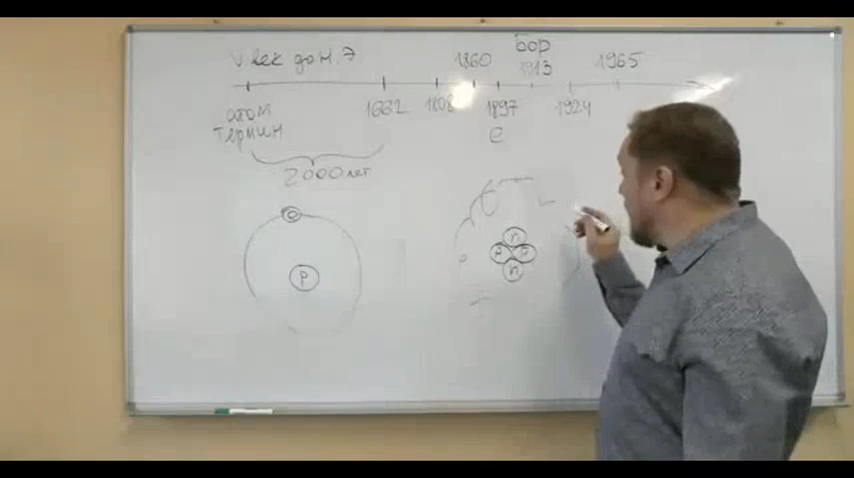 V век до н. Э
1860
Бор
1913
1965
атом
термин
1662
1808
1897
1924
e
2000 лет
P
n
P
P
n